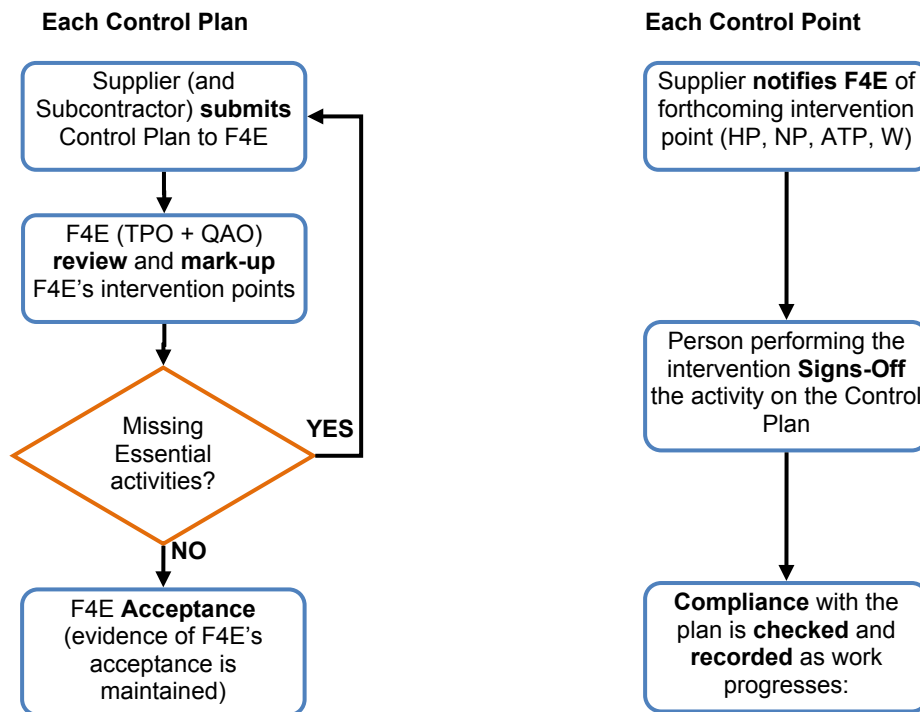 Each Control Plan
Supplier (and
Subcontractor) submits
Control Plan to F4E
F4E (TPO + QAO)
review and mark-up
F4E's intervention points
Missing
Essential
activities?
YES
NO
F4E Acceptance
(evidence of F4E's
acceptance is
maintained)
Each Control Point
Supplier notifies F4E of
forthcoming intervention
point (HP, NP, ATP, W)
Person performing the
intervention Signs-Off
the activity on the Control
Plan
Compliance with the
plan is checked and
recorded as work
progresses: